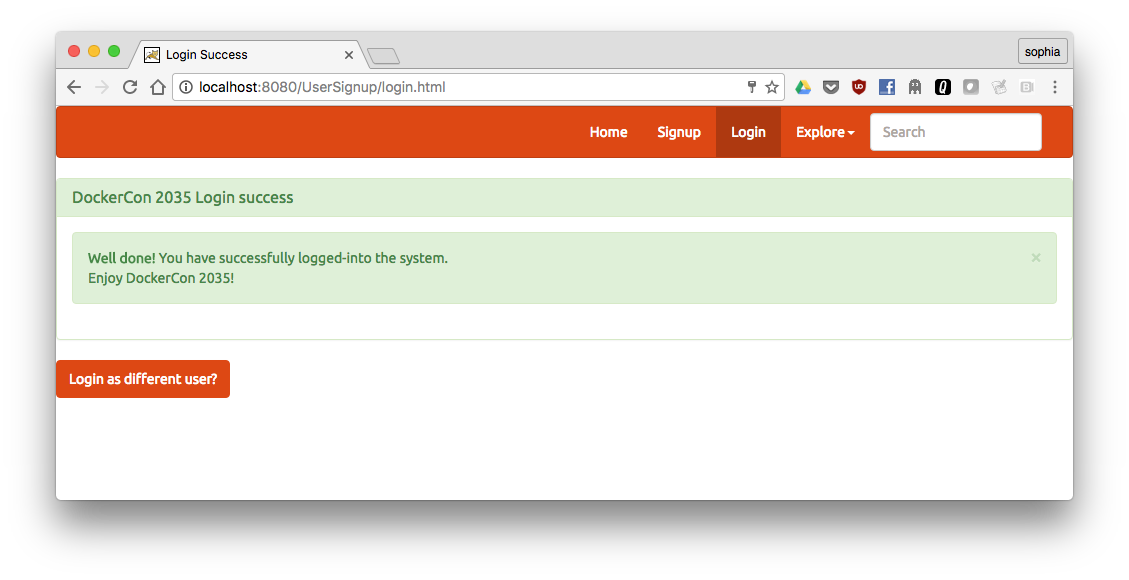 Login Success
sophia
localhost:8080/UserSignup/login.html
Home Signup Login Explore Search
DockerCon 2035 Login success
Well done! You have successfully logged-into the system.
Enjoy DockerCon 2035!
Login as different user?